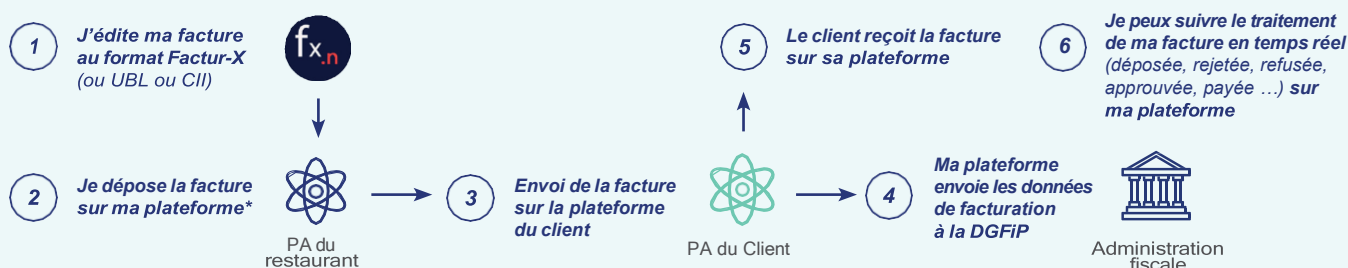 1
J’édite ma facture
au format Factur-X
(ou UBL ou CII)
fx.n
2
Je dépose la facture
sur ma plateforme*
PA du
restaurant
3
Envoi de la facture
sur la plateforme
du client
PA du Client
4
Ma plateforme
envoie les données
de facturation
à la DGFiP
Administration
fiscale
5
Le client reçoit la facture
sur sa plateforme
6
Je peux suivre le traitement
de ma facture en temps réel
(déposée, rejetée, refusée,
approuvée, payée …) sur
ma plateforme